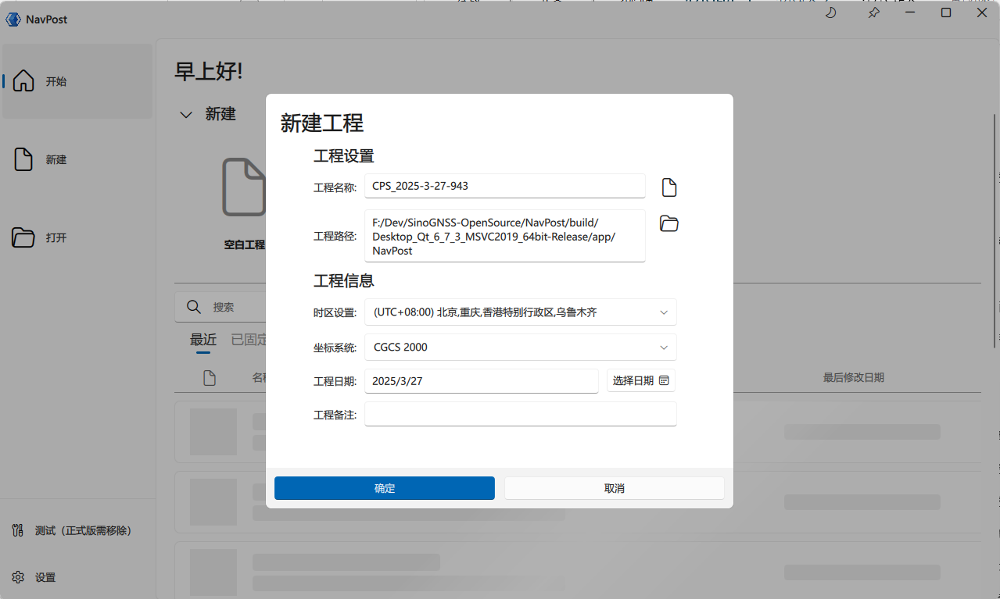 NavPost
开始
新建
打开
测试（正式版需移除）
设置
早上好!
新建
空白工程
搜索
最近 已固定
最后修改日期
新建工程
工程设置
工程名称: CPS_2025-3-27-943
工程路径: F:/Dev/SinoGNSS-OpenSource/NavPost/build/
Desktop_Qt_6_7_3_MSVC2019_64bit-Release/app/
NavPost
工程信息
时区设置: (UTC+08:00) 北京,重庆,香港特别行政区,乌鲁木齐
坐标系统: CGCS 2000
工程日期: 2025/3/27 选择日期
工程备注:
确定 取消